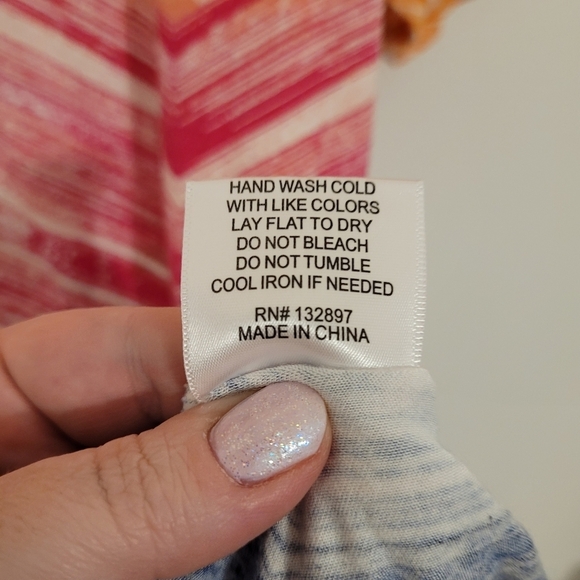 HAND WASH COLD
WITH LIKE COLORS
LAY FLAT TO DRY
DO NOT BLEACH
DO NOT TUMBLE
COOL IRON IF NEEDED
RN# 132897
MADE IN CHINA